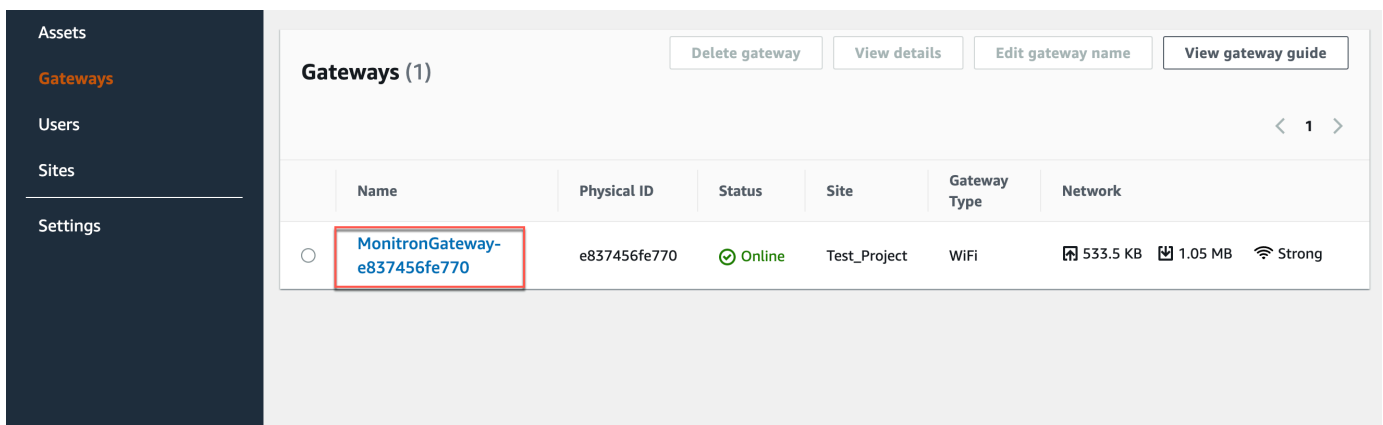 Assets
Gateways
Users
Sites
Settings
Gateways (1)
Delete gateway
View details
Edit gateway name
View gateway guide
1
Name
Physical ID
Status
Site
Gateway
Type
Network
MonitronGateway-
e837456fe770
e837456fe770
Online
Test_Project
WiFi
533.5 KB
1.05 MB
Strong